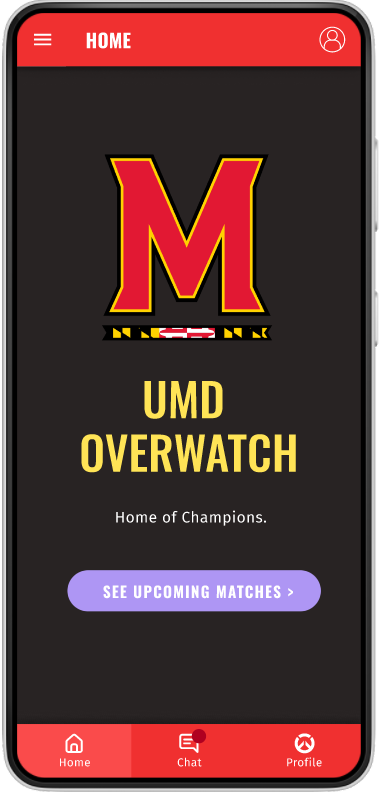 HOME
M
UMD
OVERWATCH
Home of Champions.
SEE UPCOMING MATCHES >
Home
Chat
Profile